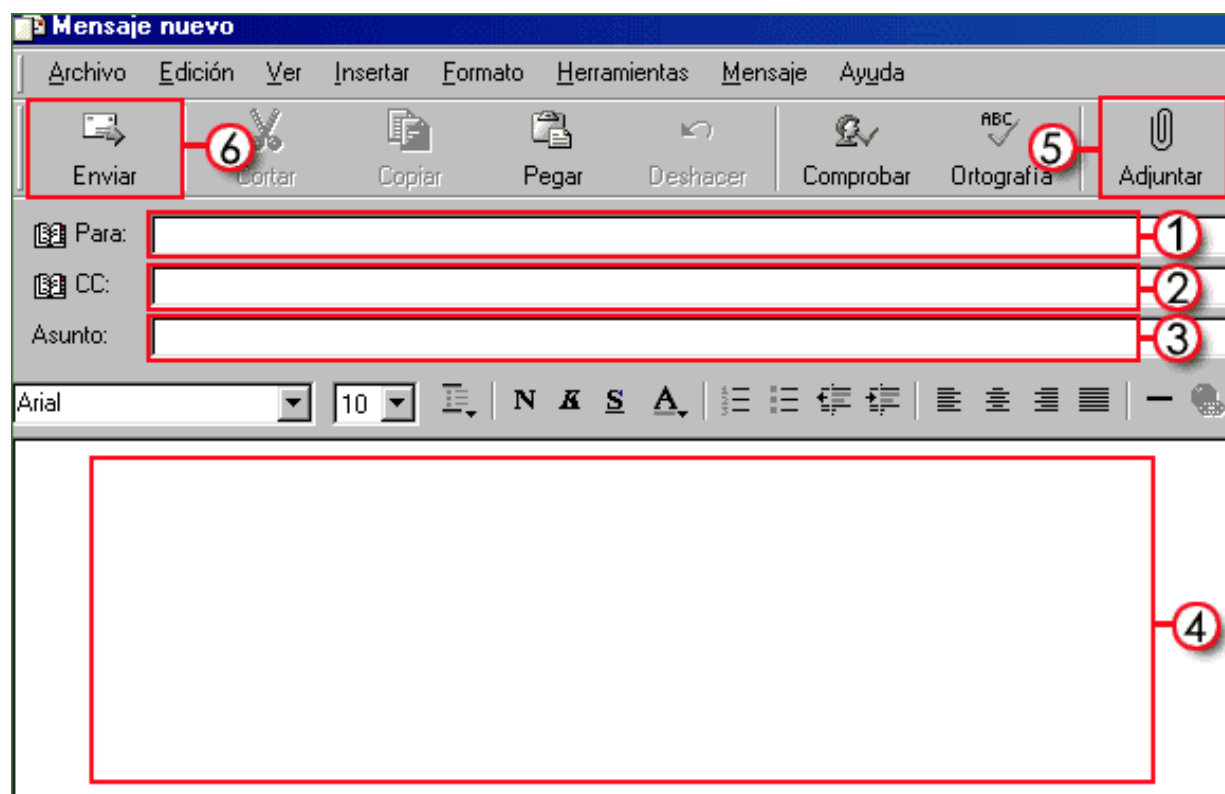 Mensaje nuevo
Archivo Edición Ver Insertar Formato Herramientas Mensaje Ayuda
ABC
6 5
Enviar Cortar Copiar Pegar Deshacer Comprobar Ortografía Adjuntar
Para: 1
CC: 2
Asunto: 3
Arial 10 N K S A
4